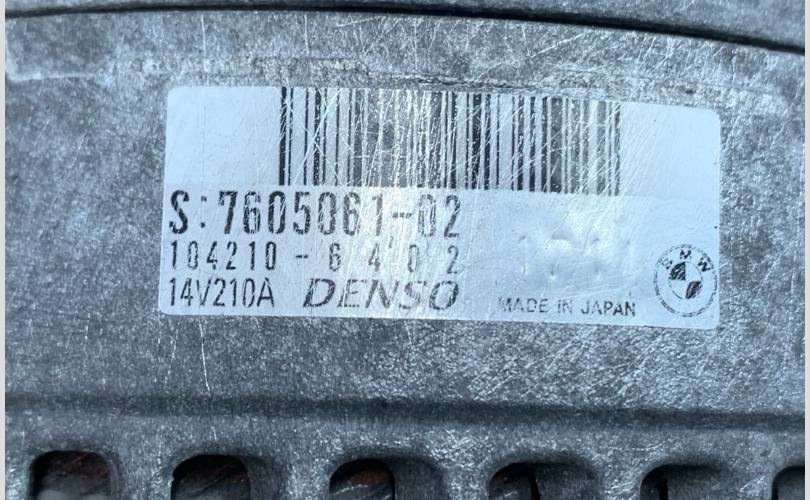 S:7605061-02
104210-6402
14V210A DENSO MADE IN JAPAN
BMW